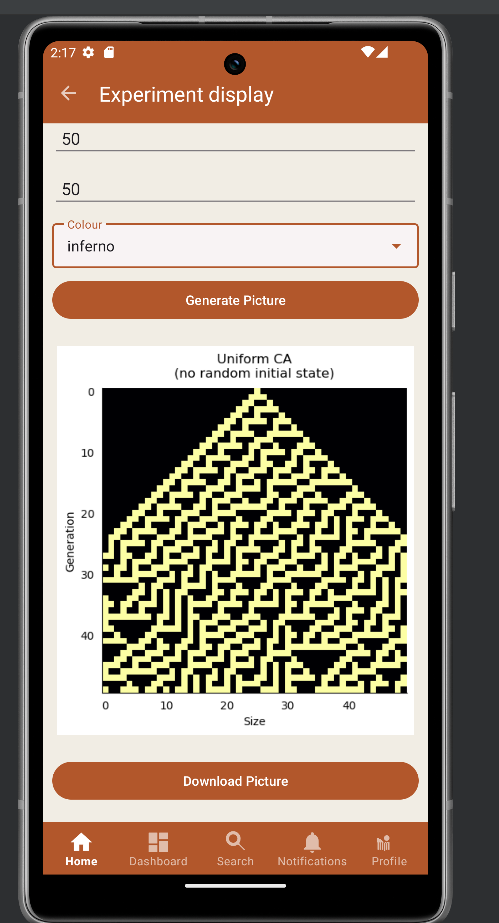 2:17
Experiment display
50
50
Colour
inferno
Generate Picture
Uniform CA
(no random initial state)
0
10
20
30
40
Generation
0 10 20 30 40
Size
Download Picture
Home Dashboard Search Notifications Profile